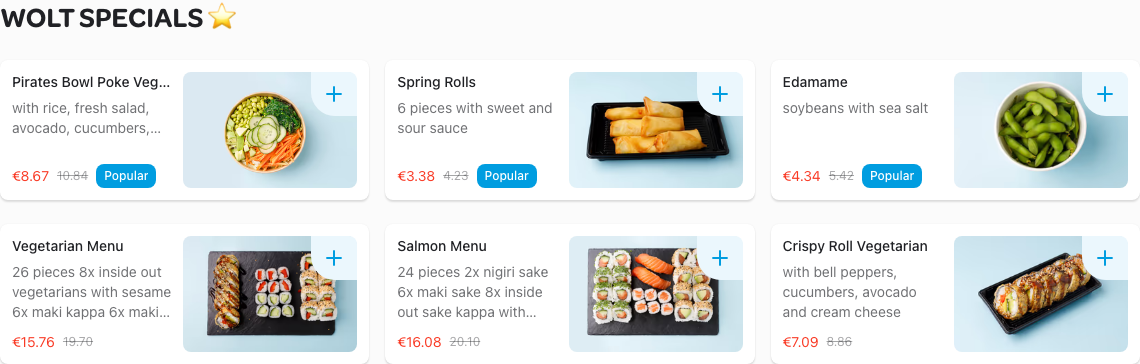 WOLT SPECIALS ⭐
Pirates Bowl Poke Veg...
with rice, fresh salad,
avocado, cucumbers,...
€8.67 10.84 Popular
Spring Rolls
6 pieces with sweet and
sour sauce
€3.38 4.23 Popular
Edamame
soybeans with sea salt
€4.34 5.42 Popular
Vegetarian Menu
26 pieces 8x inside out
vegetarians with sesame
6x maki kappa 6x maki...
€15.76 19.70
Salmon Menu
24 pieces 2x nigiri sake
6x maki sake 8x inside
out sake kappa with...
€16.08 20.10
Crispy Roll Vegetarian
with bell peppers,
cucumbers, avocado
and cream cheese
€7.09 8.86